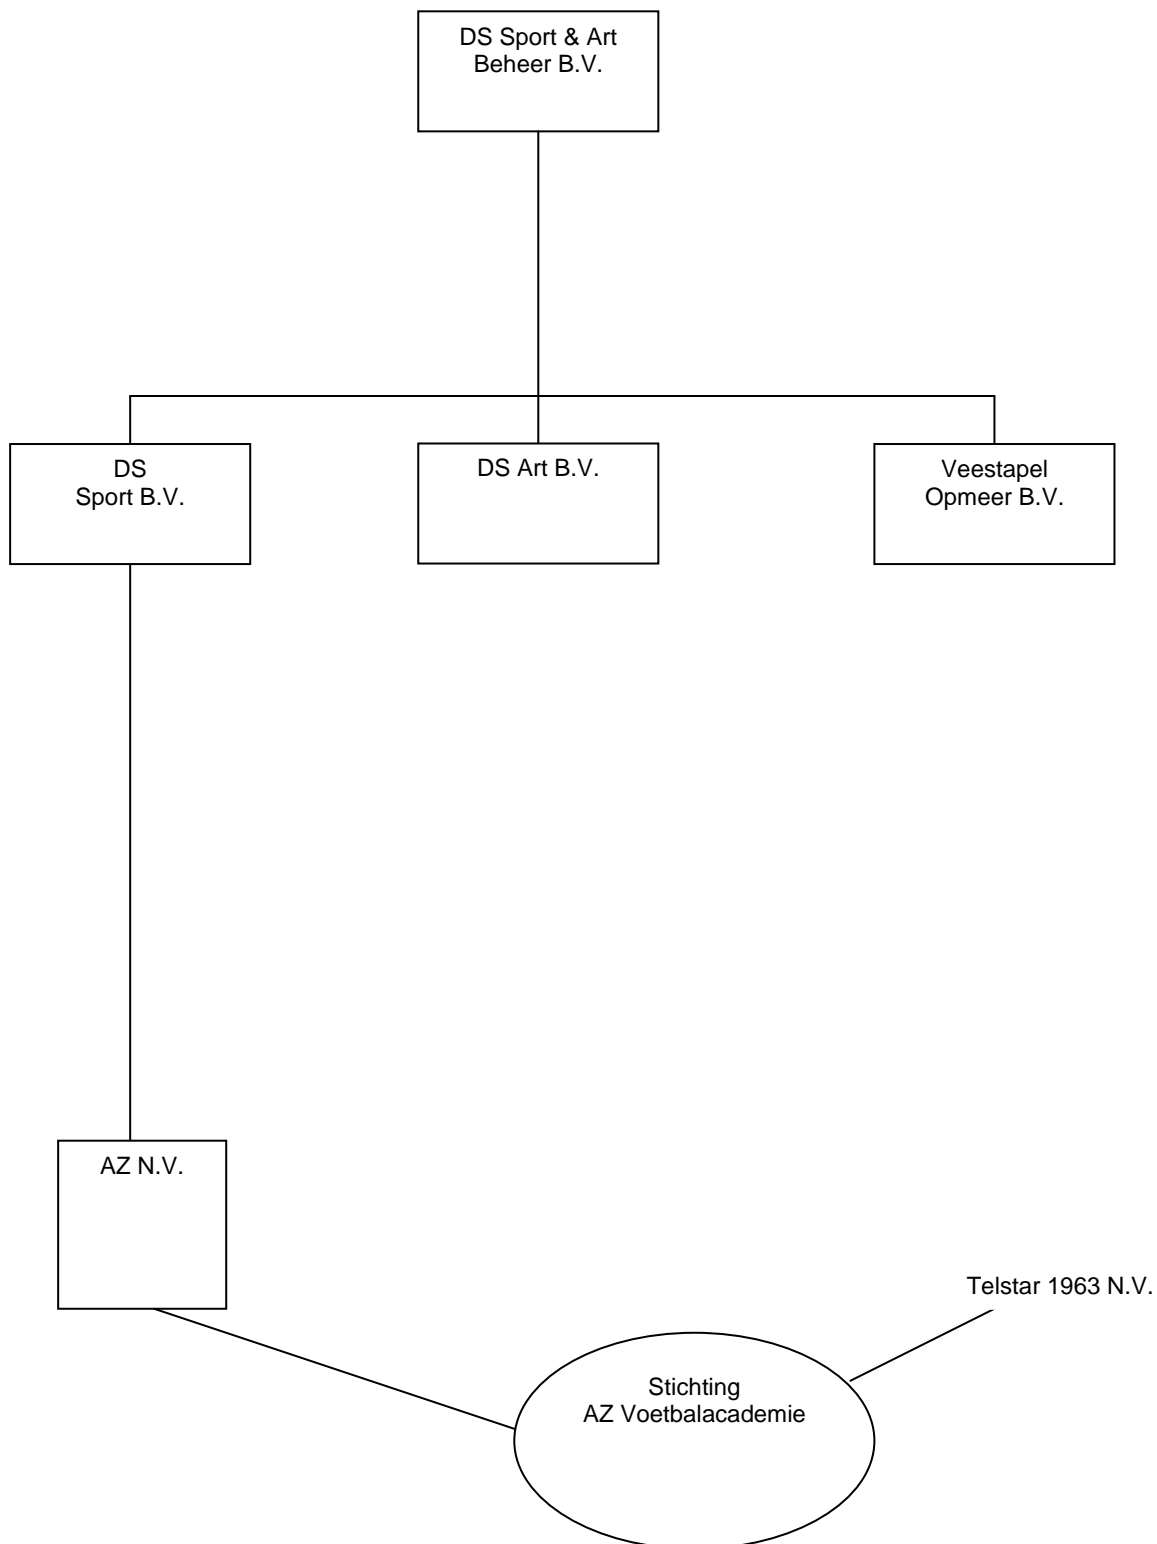 DS Sport & Art
Beheer B.V.
DS
Sport B.V.
DS Art B.V.
Veestapel
Opmeer B.V.
AZ N.V.
Telstar 1963 N.V.
Stichting
AZ Voetbalacademie